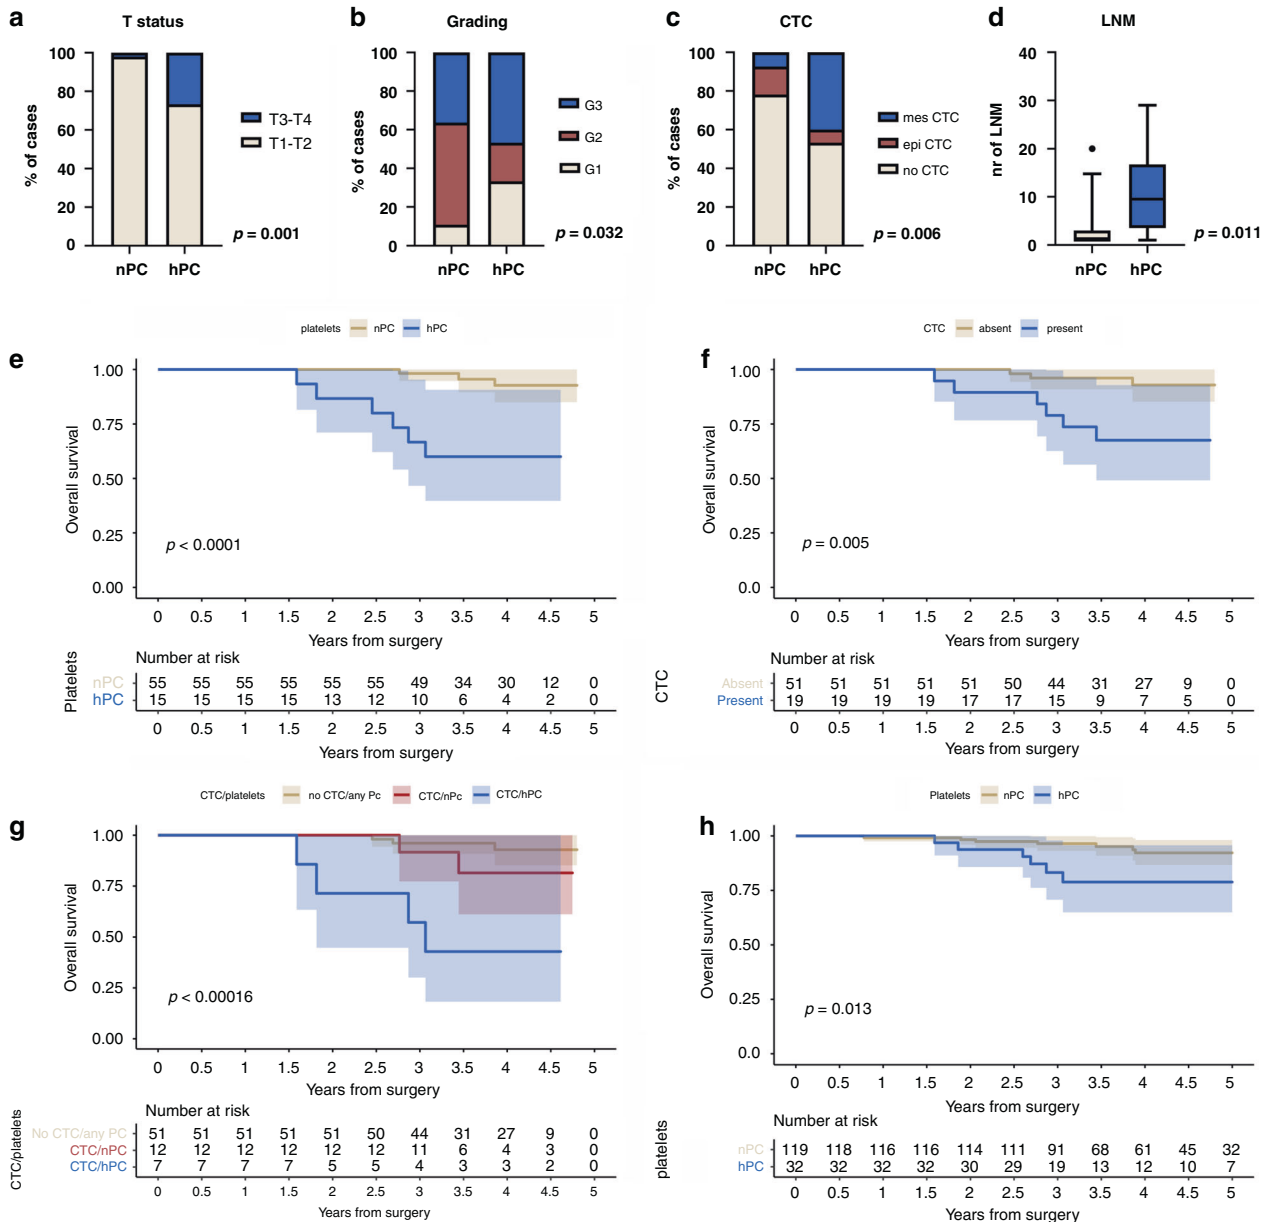 a
T status
100
80
60
40
20
0
% of cases
nPC hPC
T3-T4
T1-T2
p = 0.001
b
Grading
100
80
60
40
20
0
% of cases
nPC hPC
G3
G2
G1
p = 0.032
c
CTC
100
80
60
40
20
0
% of cases
nPC hPC
mes CTC
epi CTC
no CTC
p = 0.006
d
LNM
40
30
20
10
0
nr of LNM
nPC hPC
p = 0.011
e
platelets nPC hPC
1.00
0.75
0.50
0.25
0.00
Overall survival
p < 0.0001
0 0.5 1 1.5 2 2.5 3 3.5 4 4.5 5
Years from surgery
Number at risk
Platelets
nPC 55 55 55 55 55 55 49 34 30 12 0
hPC 15 15 15 15 13 12 10 6 4 2 0
0 0.5 1 1.5 2 2.5 3 3.5 4 4.5 5
Years from surgery
f
CTC absent present
1.00
0.75
0.50
0.25
0.0
Overall survival
p = 0.005
0 0.5 1 1.5 2 2.5 3 3.5 4 4.5 5
Years from surgery
Number at risk
CTC
Absent 51 51 51 51 51 50 44 31 27 9 0
Present 19 19 19 19 17 17 15 9 7 5 0
0 0.5 1 1.5 2 2.5 3 3.5 4 4.5 5
Years from surgery
g
CTC/platelets no CTC/any Pc CTC/nPc CTC/hPC
1.00
0.75
0.50
0.25
0.00
Overall survival
p < 0.00016
0 0.5 1 1.5 2 2.5 3 3.5 4 4.5 5
Years from surgery
Number at risk
CTC/platelets
No CTC/any PC 51 51 51 51 51 50 44 31 27 9 0
CTC/nPC 12 12 12 12 12 12 11 6 4 3 0
CTC/hPC 7 7 7 7 5 5 4 3 3 2 0
0 0.5 1 1.5 2 2.5 3 3.5 4 4.5 5
Years from surgery
h
Platelets nPC hPC
1.00
0.75
0.50
0.25
0.0
Overall survival
p = 0.013
0 0.5 1 1.5 2 2.5 3 3.5 4 4.5 5
Years from surgery
Number at risk
platelets
nPC 119 118 116 116 114 111 91 68 61 45 32
hPC 32 32 32 32 30 29 19 13 12 10 7
0 0.5 1 1.5 2 2.5 3 3.5 4 4.5 5
Years from surgery